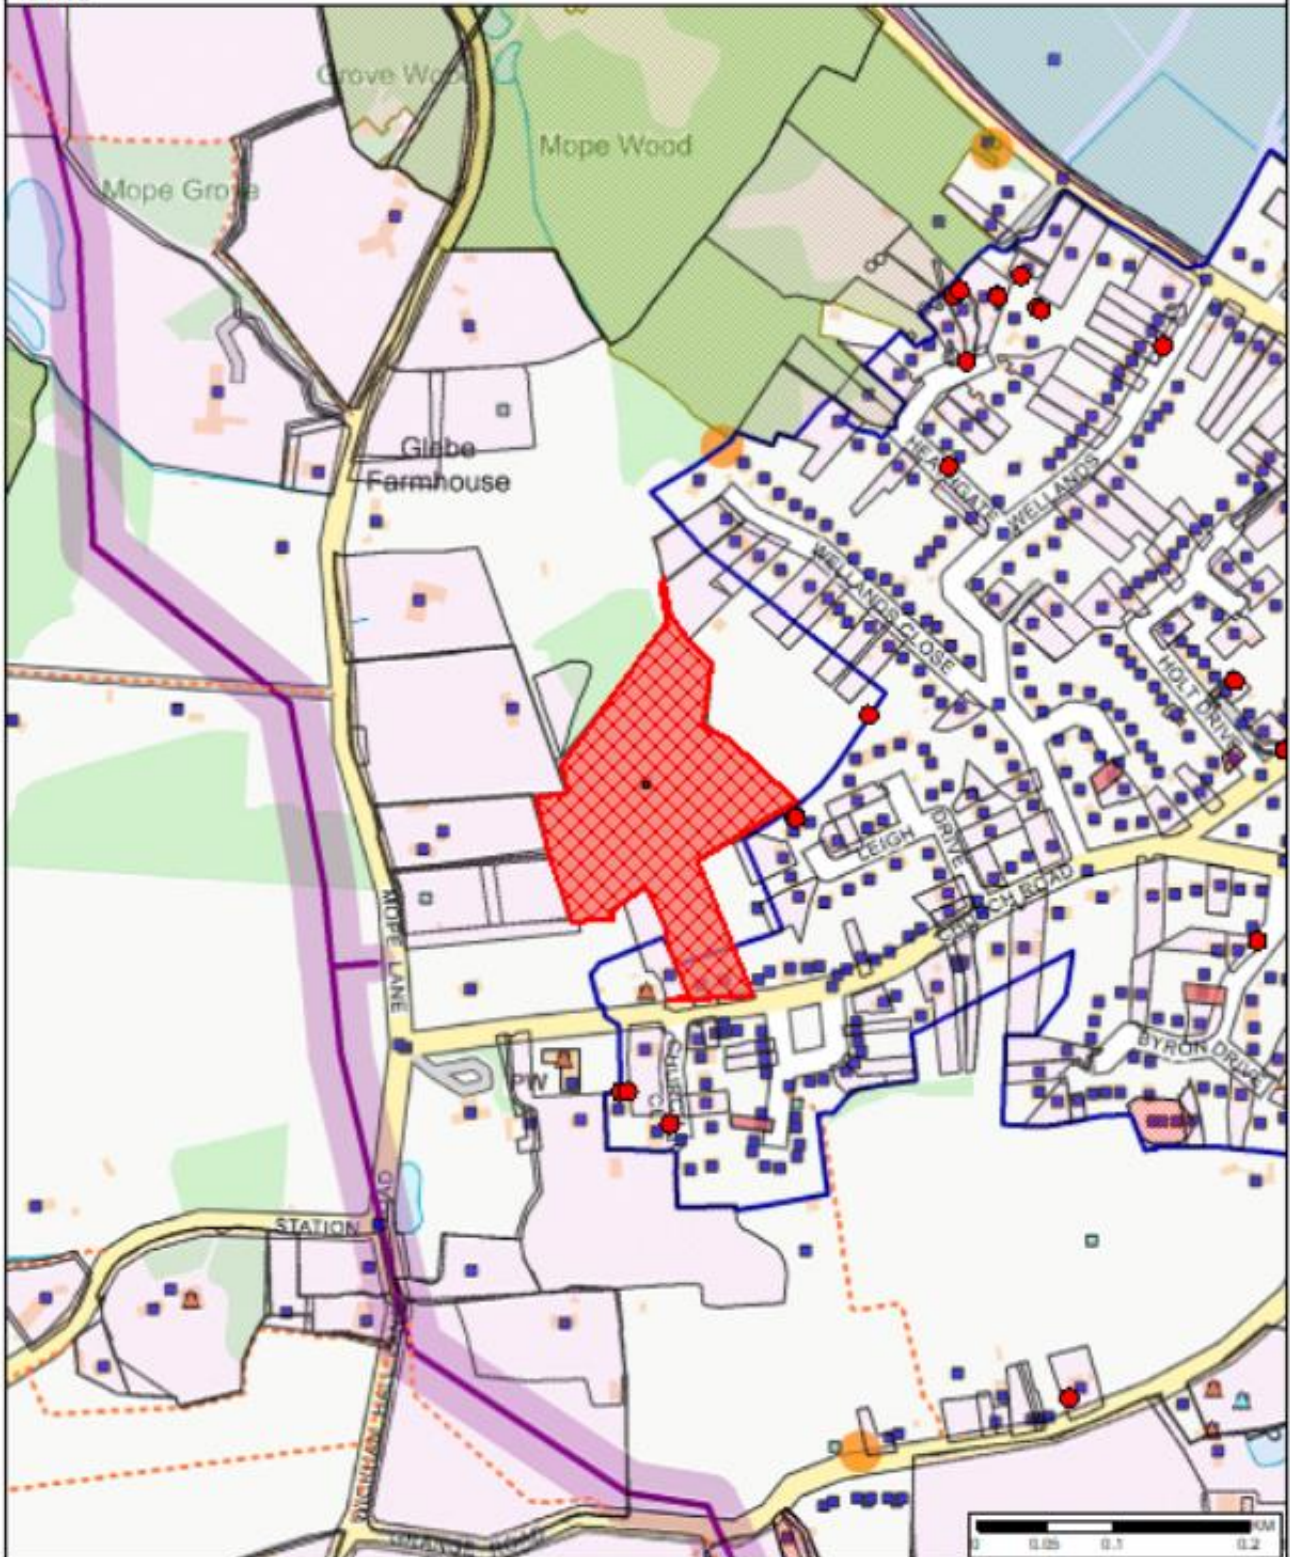 Grove Wood
Mope Wood
Mope Grove
Glebe
Farmhouse
HEATHGATE
WELLANDS
WELLANDS CLOSE
HOLT DRIVE
LEIGH
DRIVE
CHURCH ROAD
MOPE LANE
BYRON DRIVE
PW
STATION
ROAD
KM
0
0.05
0.1
0.2